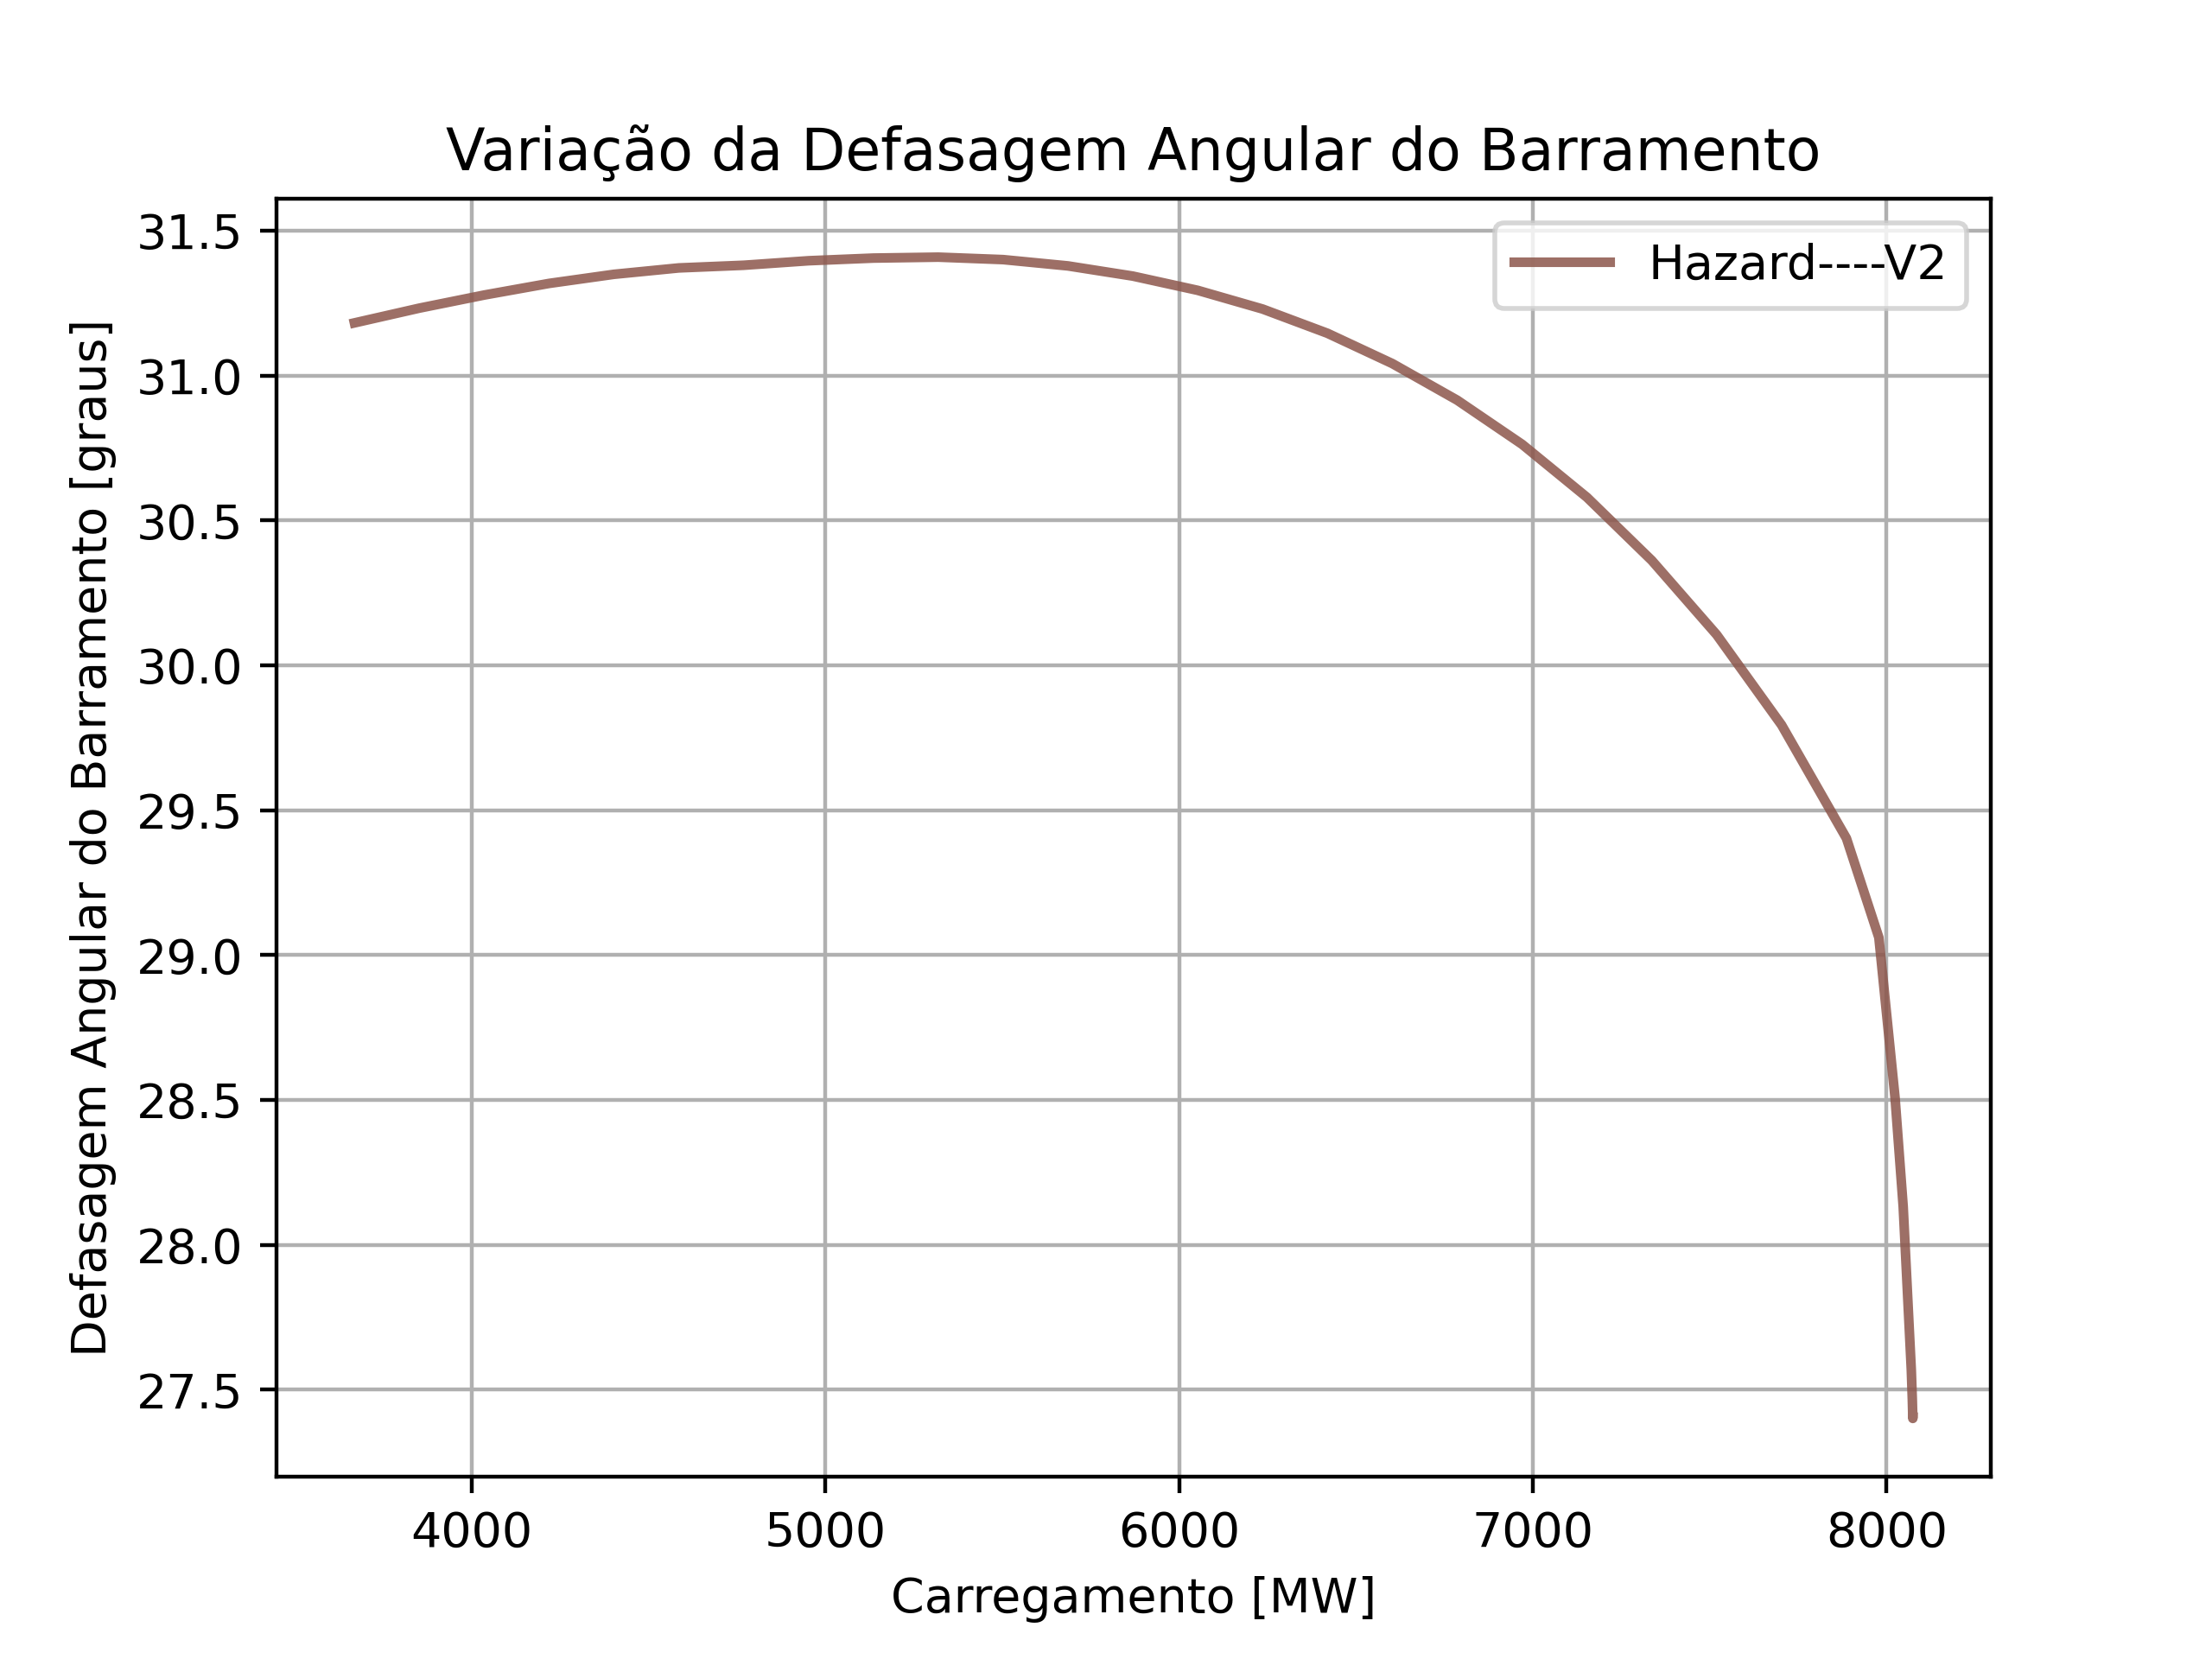 Variação da Defasagem Angular do Barramento
Hazard----V2
Defasagem Angular do Barramento [graus]
31.5
31.0
30.5
30.0
29.5
29.0
28.5
28.0
27.5
4000 5000 6000 7000 8000
Carregamento [MW]